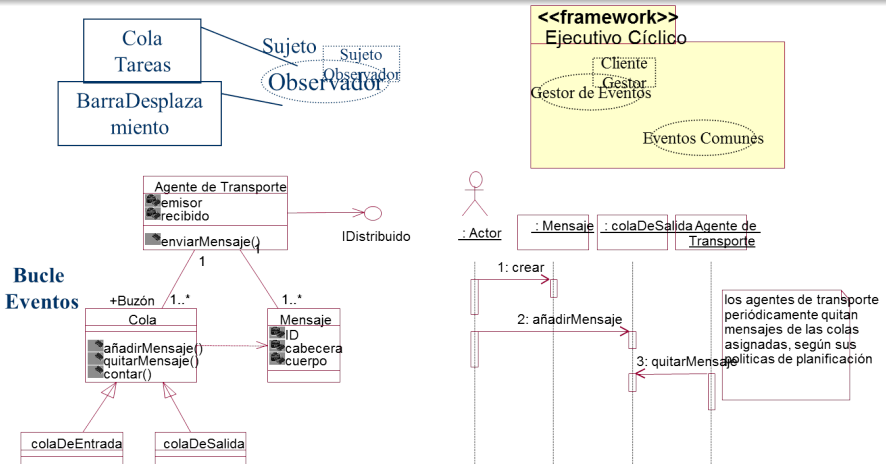 Cola
Tareas
Sujeto
Sujeto
Observador
Observador
BarraDesplaza
miento
<<framework>>
Ejecutivo Cíclico
Cliente
Gestor
Gestor de Eventos
Eventos Comunes
Agente de Transporte
emisor
recibido
enviarMensaje()
IDistribuido
1
1
Bucle
Eventos
+Buzón
1..*
1..*
Cola
añadirMensaje()
quitarMensaje()
contar()
Mensaje
ID
cabecera
cuerpo
colaDeEntrada
colaDeSalida
: Actor
: Mensaje
: colaDeSalida
Agente de
Transporte
1: crear
2: añadirMensaje
3: quitarMensaje
los agentes de transporte
periódicamente quitan
mensajes de las colas
asignadas, según sus
políticas de planificación